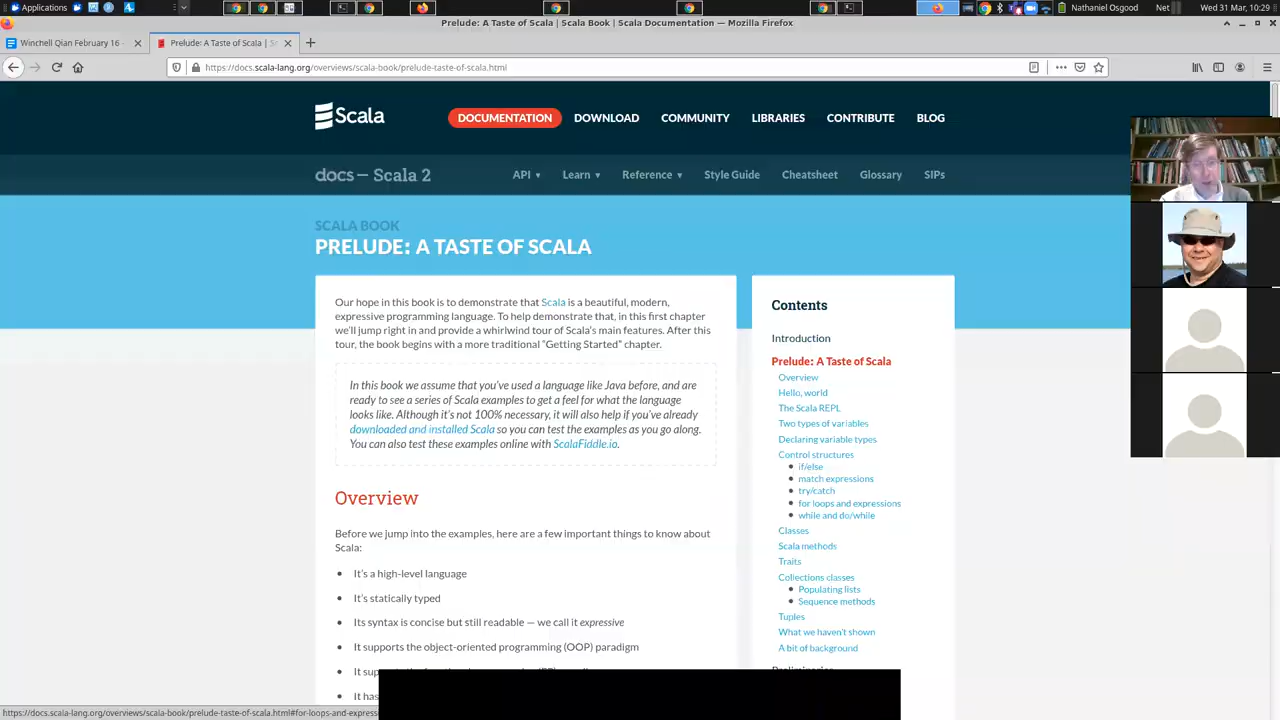 Applications
Nathaniel Osgood
Net
Wed 31 Mar, 10:29
Prelude: A Taste of Scala | Scala Book | Scala Documentation — Mozilla Firefox
Winchell Qian February 16 -
Prelude: A Taste of Scala | S
https://docs.scala-lang.org/overviews/scala-book/prelude-taste-of-scala.html
Scala
DOCUMENTATION
DOWNLOAD
COMMUNITY
LIBRARIES
CONTRIBUTE
BLOG
docs — Scala 2
API
Learn
Reference
Style Guide
Cheatsheet
Glossary
SIPs
SCALA BOOK
PRELUDE: A TASTE OF SCALA
Our hope in this book is to demonstrate that Scala is a beautiful, modern,
expressive programming language. To help demonstrate that, in this first chapter
we’ll jump right in and provide a whirlwind tour of Scala’s main features. After this
tour, the book begins with a more traditional “Getting Started” chapter.
In this book we assume that you’ve used a language like Java before, and are
ready to see a series of Scala examples to get a feel for what the language
looks like. Although it’s not 100% necessary, it will also help if you’ve already
downloaded and installed Scala so you can test the examples as you go along.
You can also test these examples online with ScalaFiddle.io.
Overview
Before we jump into the examples, here are a few important things to know about
Scala:
It’s a high-level language
It’s statically typed
Its syntax is concise but still readable — we call it expressive
It supports the object-oriented programming (OOP) paradigm
It sup
It has
Contents
Introduction
Prelude: A Taste of Scala
Overview
Hello, world
The Scala REPL
Two types of variables
Declaring variable types
Control structures
if/else
match expressions
try/catch
for loops and expressions
while and do/while
Classes
Scala methods
Traits
Collections classes
Populating lists
Sequence methods
Tuples
What we haven’t shown
A bit of background
https://docs.scala-lang.org/overviews/scala-book/prelude-taste-of-scala.html#for-loops-and-express